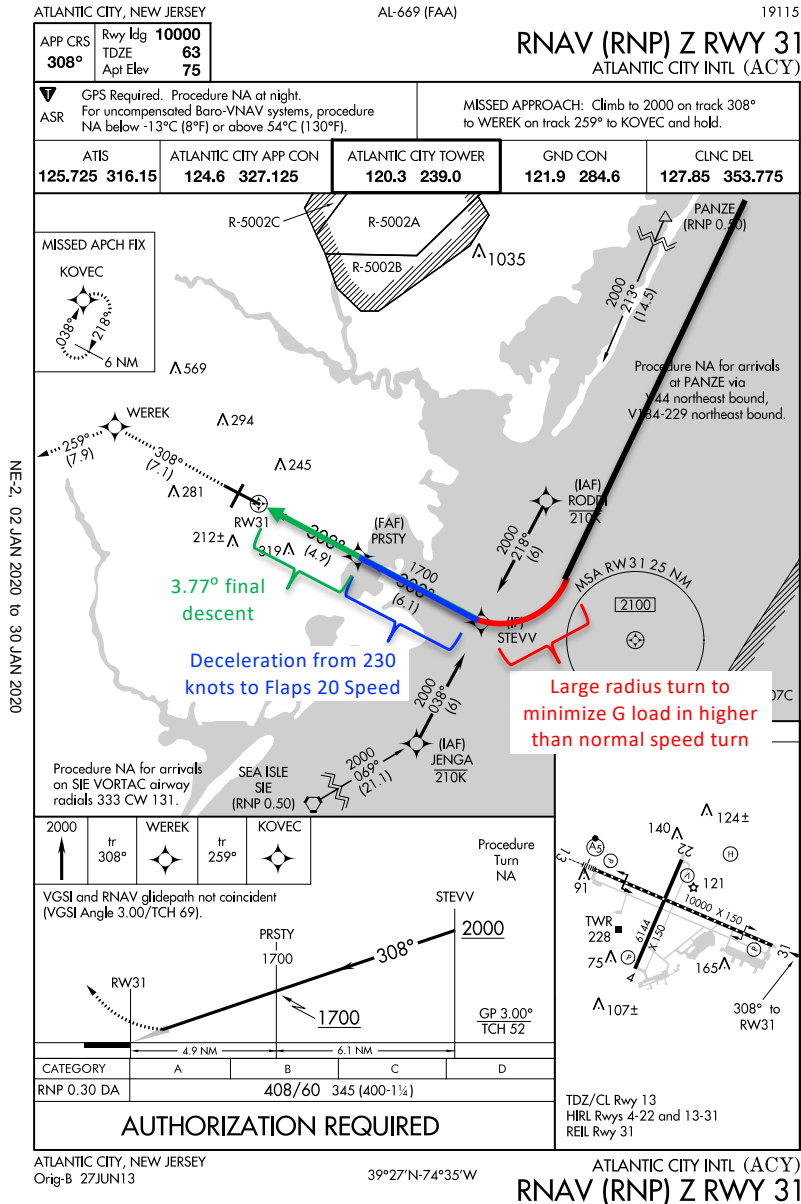 ATLANTIC CITY, NEW JERSEY
AL-669 (FAA)
19115
APP CRS
308°
Rwy ldg 10000
TDZE 63
Apt Elev 75
RNAV (RNP) Z RWY 31
ATLANTIC CITY INTL (ACY)
T
ASR
GPS Required. Procedure NA at night.
For uncompensated Baro-VNAV systems, procedure
NA below -13°C (8°F) or above 54°C (130°F).
MISSED APPROACH: Climb to 2000 on track 308°
to WEREK on track 259° to KOVEC and hold.
ATIS
125.725 316.15
ATLANTIC CITY APP CON
124.6 327.125
ATLANTIC CITY TOWER
120.3 239.0
GND CON
121.9 284.6
CLNC DEL
127.85 353.775
R-5002C
R-5002A
R-5002B
1035
PANZE
(RNP 0.50)
2000
213°
(14.5)
MISSED APCH FIX
KOVEC
038°
218°
6 NM
569
Procedure NA for arrivals
at PANZE via
V44 northeast bound,
V184-229 northeast bound.
WEREK
259°
(7.9)
308°
(7.1)
294
245
281
RW31
212±
319
308°
(4.9)
(FAF)
PRSTY
1700
308°
(6.1)
(IAF)
RODDI
210K
2000
218°
(6)
MSA RW31 25 NM
2100
(IF)
STEVV
3.77° final
descent
Deceleration from 230
knots to Flaps 20 Speed
Large radius turn to
minimize G load in higher
than normal speed turn
07C
2000
038°
(6)
(IAF)
JENGA
210K
2000
069°
(21.1)
SEA ISLE
SIE
(RNP 0.50)
Procedure NA for arrivals
on SIE VORTAC airway
radials 333 CW 131.
NE-2, 02 JAN 2020 to 30 JAN 2020
2000
tr
308°
WEREK
tr
259°
KOVEC
Procedure
Turn
NA
VGSI and RNAV glidepath not coincident
(VGSI Angle 3.00/TCH 69).
STEVV
2000
PRSTY
1700
308°
RW31
1700
GP 3.00°
TCH 52
4.9 NM
6.1 NM
CATEGORY A B C D
RNP 0.30 DA 408/60 345 (400-1¼)
AUTHORIZATION REQUIRED
140
124±
22
H
A5
P
13
91
V
121
10000 X 150
TWR
228
6144 X 150
75
P
4
165
P
31
107±
308° to
RW31
TDZ/CL Rwy 13
HIRL Rwys 4-22 and 13-31
REIL Rwy 31
ATLANTIC CITY, NEW JERSEY
Orig-B 27JUN13
39°27'N-74°35'W
ATLANTIC CITY INTL (ACY)
RNAV (RNP) Z RWY 31